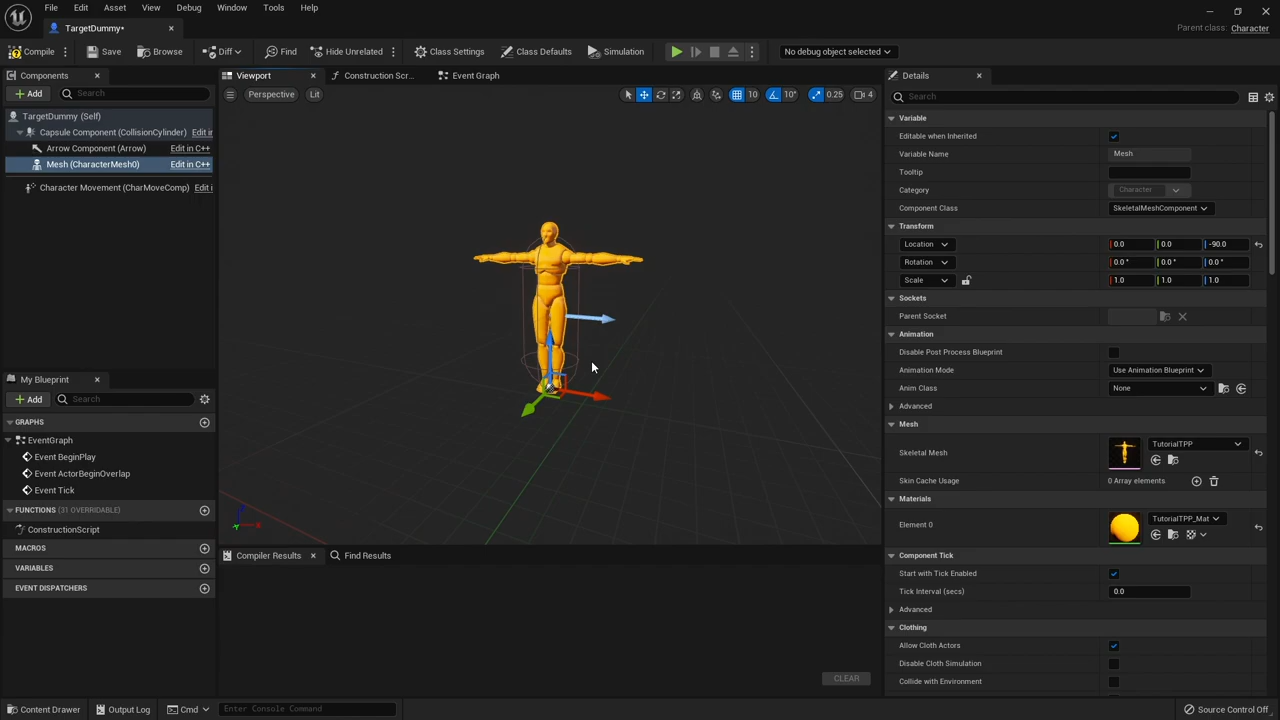 File Edit Asset View Debug Window Tools Help
TargetDummy*
Parent class: Character
Compile Save Browse Diff Find Hide Unrelated Class Settings Class Defaults Simulation No debug object selected
Components
Viewport Construction Scr... Event Graph
Details
Add Search
Perspective Lit
10 10° 0.25 4
Search
TargetDummy (Self)
Capsule Component (CollisionCylinder) Edit in
Arrow Component (Arrow) Edit in C++
Mesh (CharacterMesh0) Edit in C++
Character Movement (CharMoveComp) Edit i
Variable
Editable when Inherited
Variable Name Mesh
Tooltip
Category Character
Component Class SkeletalMeshComponent
Transform
Location 0.0 0.0 -90.0
Rotation 0.0 ° 0.0 ° 0.0 °
Scale 1.0 1.0 1.0
Sockets
Parent Socket
Animation
Disable Post Process Blueprint
Animation Mode Use Animation Blueprint
Anim Class None
Advanced
Mesh
Skeletal Mesh TutorialTPP
Skin Cache Usage 0 Array elements
Materials
Element 0 TutorialTPP_Mat
Component Tick
Start with Tick Enabled
Tick Interval (secs) 0.0
Advanced
Clothing
Allow Cloth Actors
Disable Cloth Simulation
Collide with Environment
My Blueprint
Add Search
GRAPHS
EventGraph
Event BeginPlay
Event ActorBeginOverlap
Event Tick
FUNCTIONS (31 OVERRIDABLE)
ConstructionScript
MACROS
VARIABLES
EVENT DISPATCHERS
Z
X
Y
Compiler Results Find Results
CLEAR
Content Drawer Output Log Cmd Enter Console Command Source Control Off